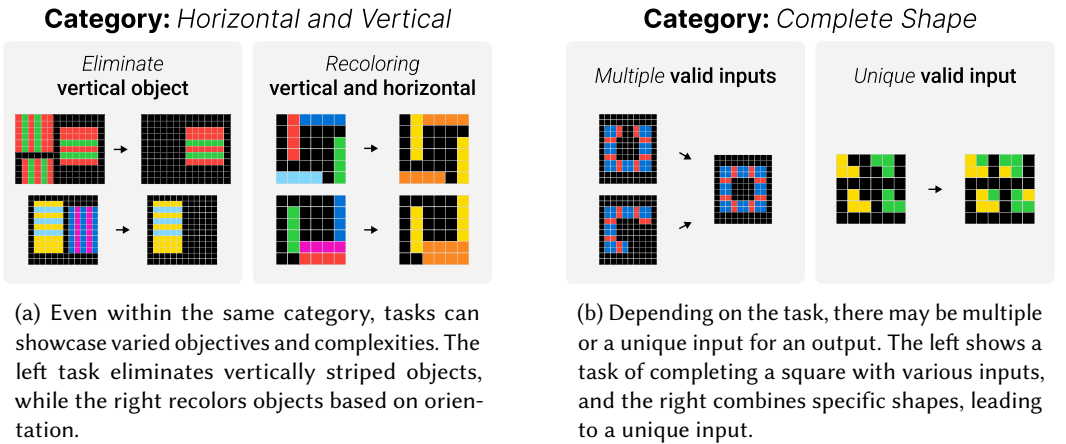 Category: Horizontal and Vertical
Eliminate
vertical object
Recoloring
vertical and horizontal
(a) Even within the same category, tasks can
showcase varied objectives and complexities. The
left task eliminates vertically striped objects,
while the right recolors objects based on orien-
tation.
Category: Complete Shape
Multiple valid inputs
Unique valid input
(b) Depending on the task, there may be multiple
or a unique input for an output. The left shows a
task of completing a square with various inputs,
and the right combines specific shapes, leading
to a unique input.